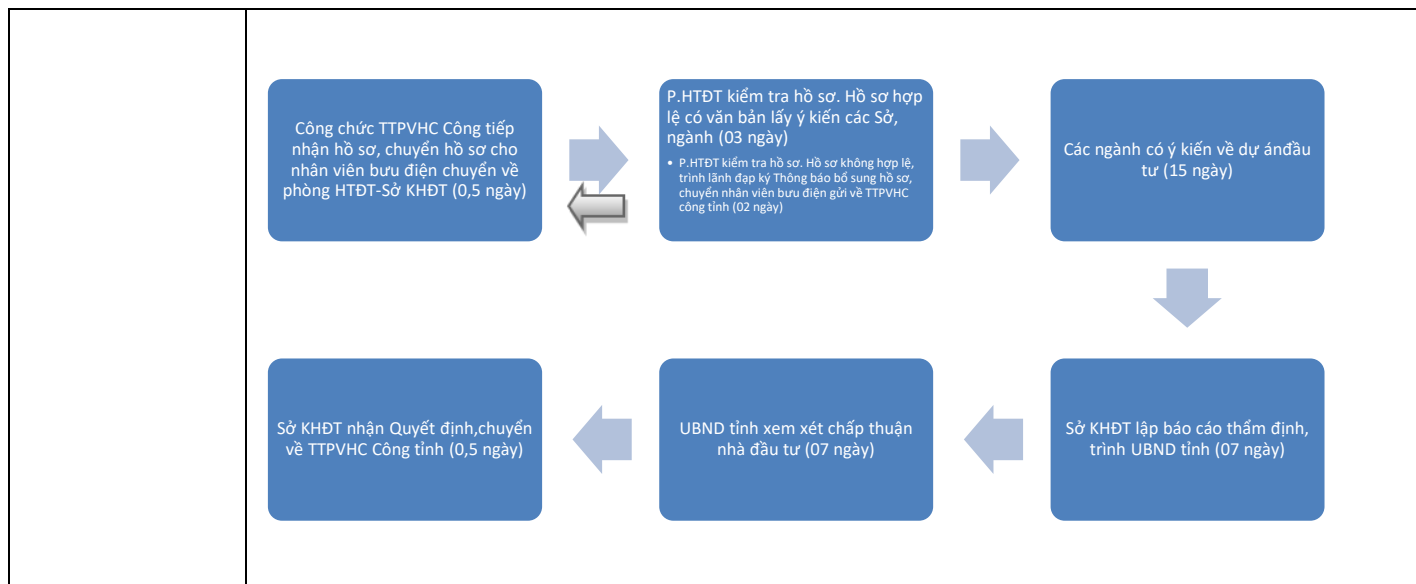 Công chức TTPVHC Công tiếp
nhận hồ sơ, chuyển hồ sơ cho
nhân viên bưu điện chuyển về
phòng HTĐT-Sở KHĐT (0,5 ngày)
P.HTĐT kiểm tra hồ sơ. Hồ sơ hợp
lệ có văn bản lấy ý kiến các Sở,
ngành (03 ngày)
• P.HTĐT kiểm tra hồ sơ. Hồ sơ không hợp lệ,
trình lãnh đạp ký Thông báo bổ sung hồ sơ,
chuyển nhân viên bưu điện gửi về TTPVHC
công tỉnh (02 ngày)
Các ngành có ý kiến về dự ánđầu
tư (15 ngày)
Sở KHĐT lập báo cáo thẩm định,
trình UBND tỉnh (07 ngày)
UBND tỉnh xem xét chấp thuận
nhà đầu tư (07 ngày)
Sở KHĐT nhận Quyết định,chuyển
về TTPVHC Công tỉnh (0,5 ngày)